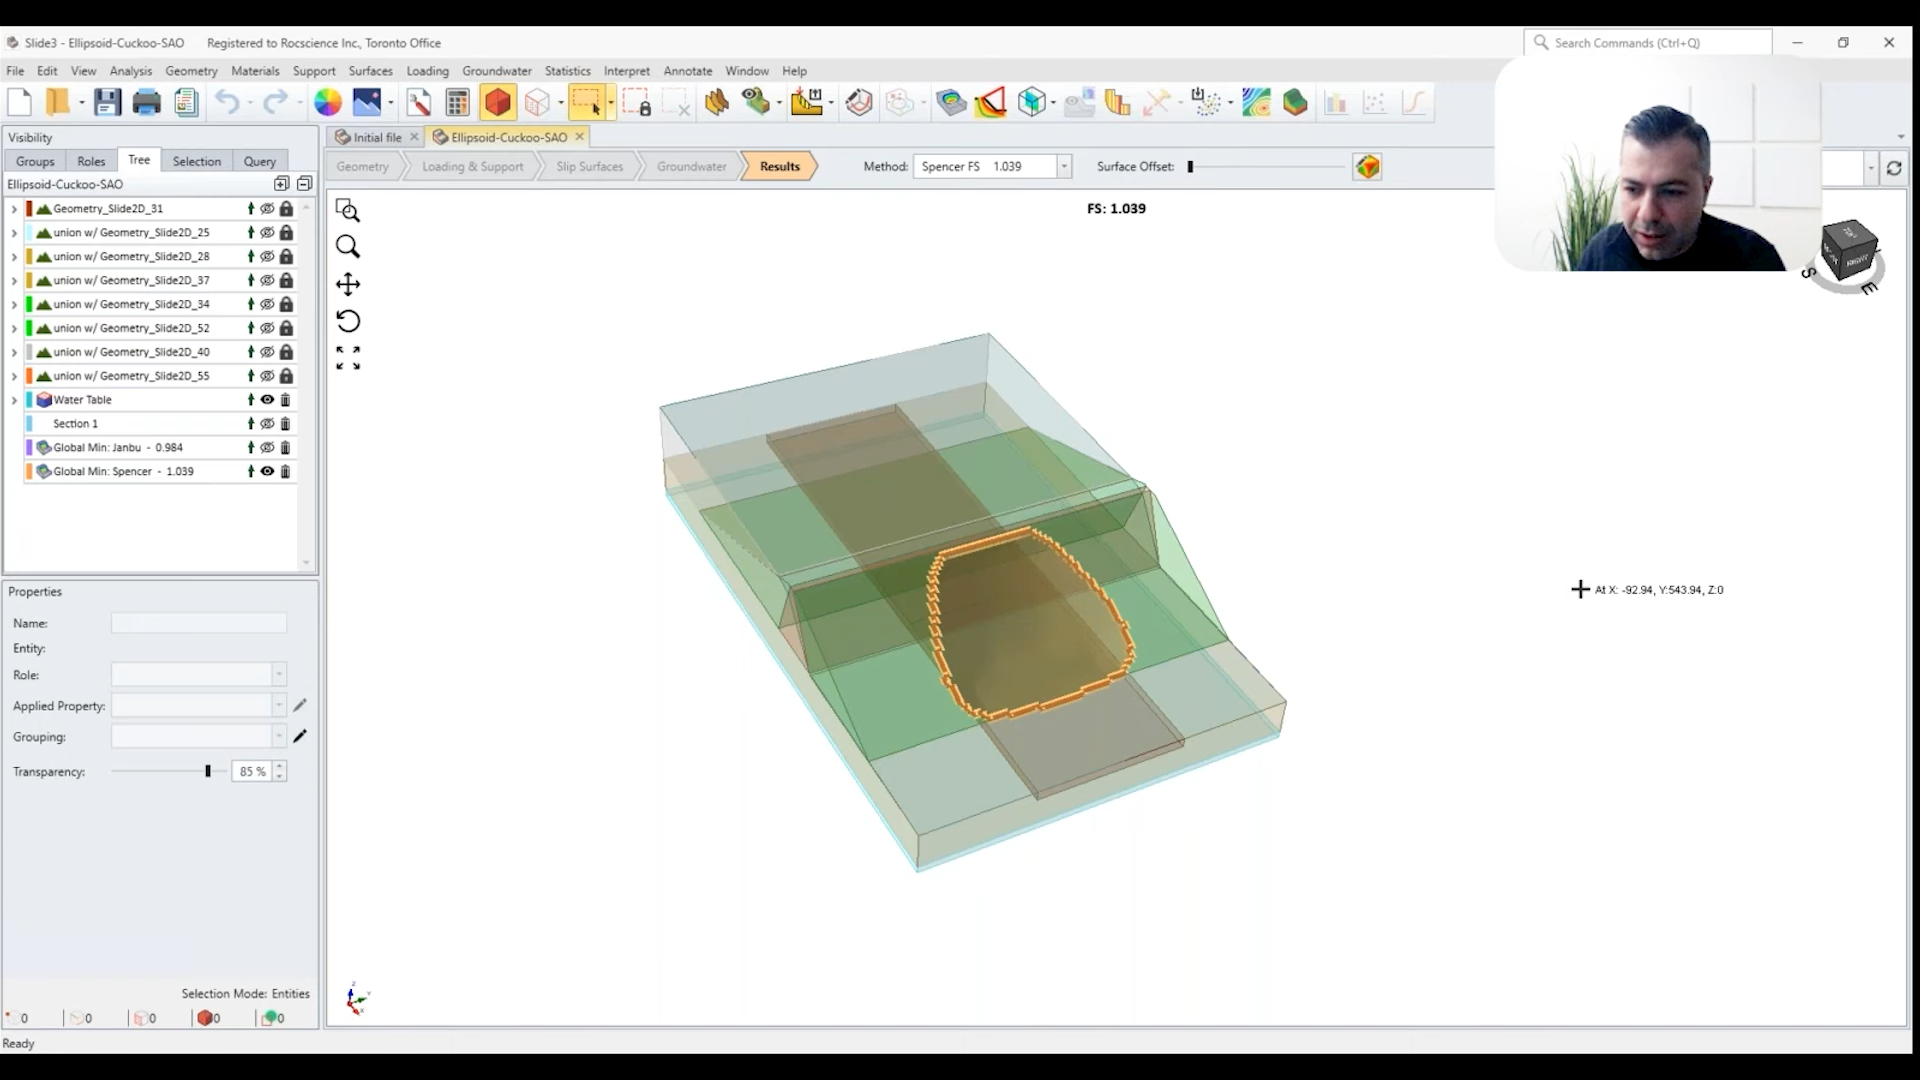 Slide3 - Ellipsoid-Cuckoo-SAO Registered to Rocscience Inc., Toronto Office
Search Commands (Ctrl+Q)
File Edit View Analysis Geometry Materials Support Surfaces Loading Groundwater Statistics Interpret Annotate Window Help
Visibility
Initial file
Ellipsoid-Cuckoo-SAO
Groups Roles Tree Selection Query
Geometry Loading & Support Slip Surfaces Groundwater Results
Method: Spencer FS 1.039
Surface Offset:
Ellipsoid-Cuckoo-SAO
FS: 1.039
Geometry_Slide2D_31
union w/ Geometry_Slide2D_25
union w/ Geometry_Slide2D_28
union w/ Geometry_Slide2D_37
union w/ Geometry_Slide2D_34
union w/ Geometry_Slide2D_52
union w/ Geometry_Slide2D_40
union w/ Geometry_Slide2D_55
Water Table
Section 1
Global Min: Janbu - 0.984
Global Min: Spencer - 1.039
TOP
RIGHT
S
E
At X: -92.94, Y:543.94, Z:0
Properties
Name:
Entity:
Role:
Applied Property:
Grouping:
Transparency: 85 %
Selection Mode: Entities
0 0 0 0 0
Ready